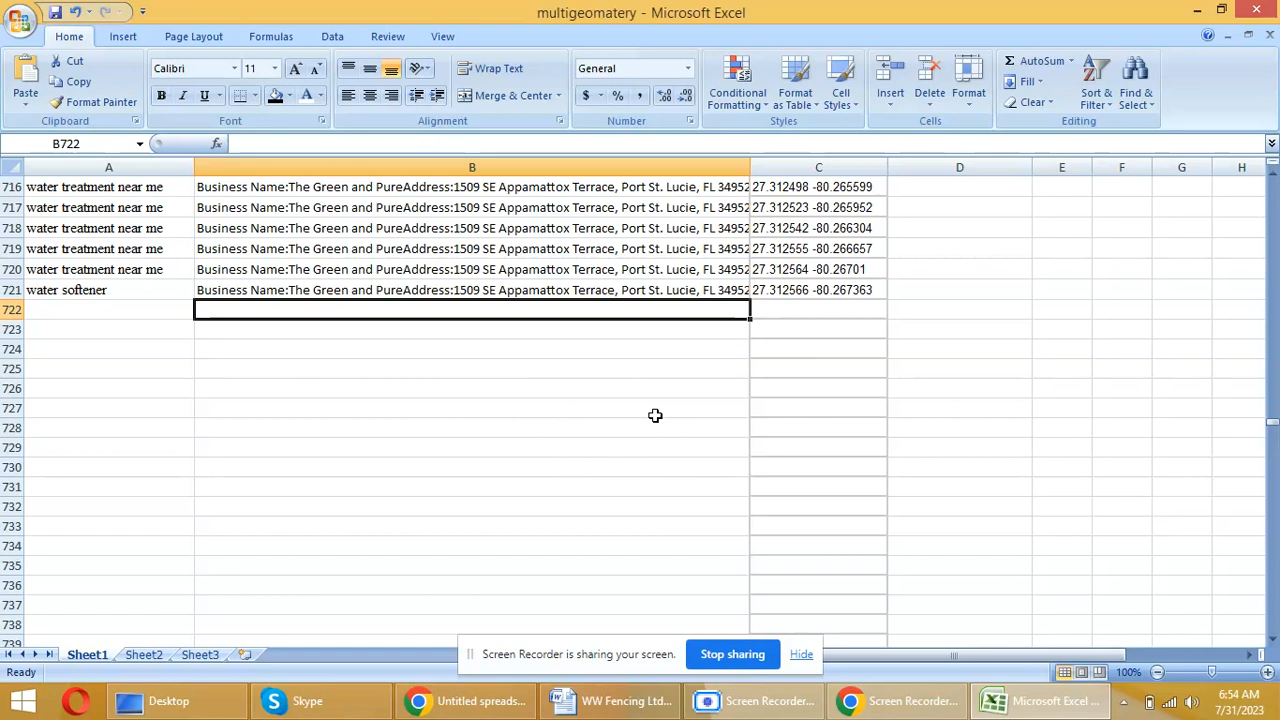 multigeomatery - Microsoft Excel
Home Insert Page Layout Formulas Data Review View
Cut
Copy
Format Painter
Paste
Clipboard
Calibri 11
B I U
Font
Wrap Text
Merge & Center
Alignment
General
$ % ,
Number
Conditional Formatting
Format as Table
Cell Styles
Styles
Insert Delete Format
Cells
Σ AutoSum
Fill
Clear
Sort & Filter
Find & Select
Editing
B722 fx
A B C D E F G H
716 water treatment near me Business Name:The Green and PureAddress:1509 SE Appamattox Terrace, Port St. Lucie, FL 34952 27.312498 -80.265599
717 water treatment near me Business Name:The Green and PureAddress:1509 SE Appamattox Terrace, Port St. Lucie, FL 34952 27.312523 -80.265952
718 water treatment near me Business Name:The Green and PureAddress:1509 SE Appamattox Terrace, Port St. Lucie, FL 34952 27.312542 -80.266304
719 water treatment near me Business Name:The Green and PureAddress:1509 SE Appamattox Terrace, Port St. Lucie, FL 34952 27.312555 -80.266657
720 water treatment near me Business Name:The Green and PureAddress:1509 SE Appamattox Terrace, Port St. Lucie, FL 34952 27.312564 -80.26701
721 water softener Business Name:The Green and PureAddress:1509 SE Appamattox Terrace, Port St. Lucie, FL 34952 27.312566 -80.267363
722
723
724
725
726
727
728
729
730
731
732
733
734
735
736
737
738
739
Sheet1 Sheet2 Sheet3
Screen Recorder is sharing your screen. Stop sharing Hide
Ready 100%
Desktop Skype Untitled spreads... WW Fencing Ltd... Screen Recorder... Screen Recorder... Microsoft Excel ... 6:54 AM
7/31/2023